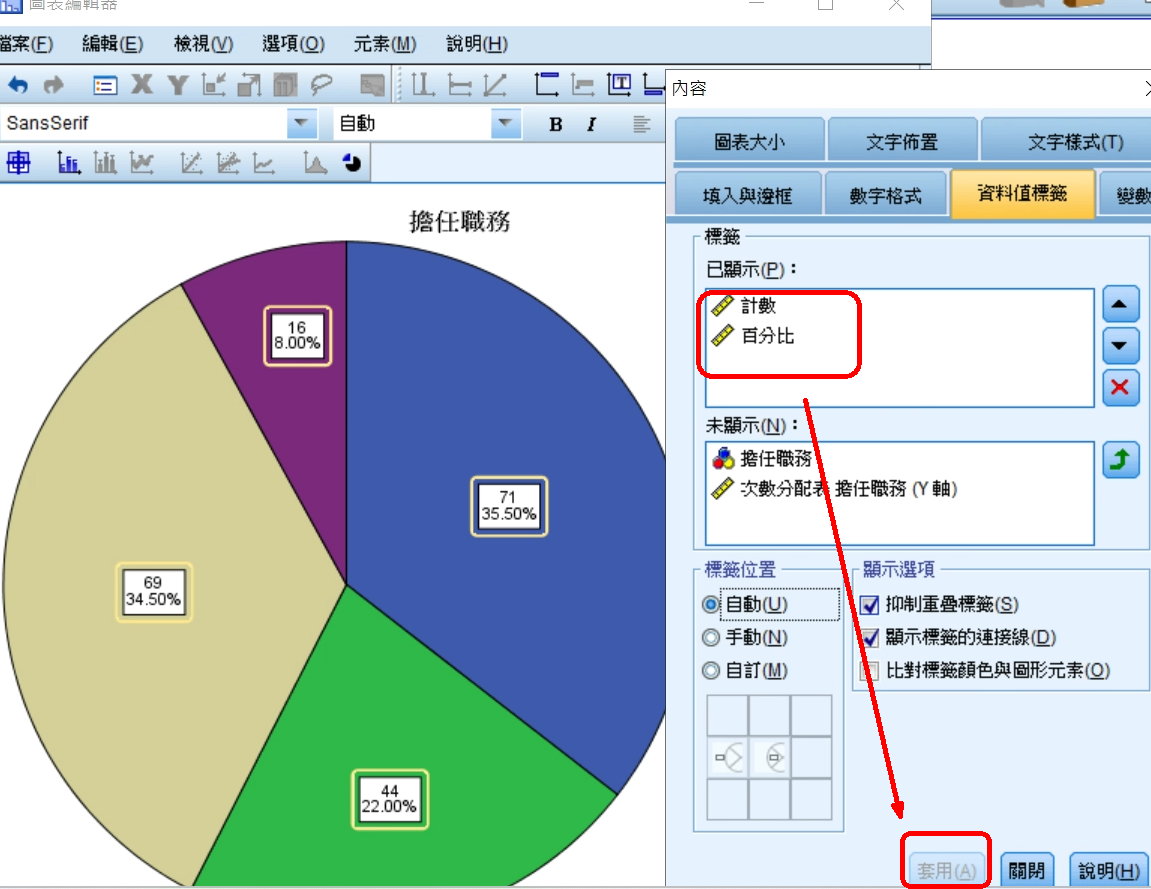 圖表編輯器
檔案(F) 編輯(E) 檢視(V) 選項(O) 元素(M) 說明(H)
X Y
SansSerif 自動 B I
擔任職務
16
8.00%
71
35.50%
69
34.50%
44
22.00%
內容
圖表大小 文字佈置 文字樣式(T)
填入與邊框 數字格式 資料值標籤 變數
標籤
已顯示(P)：
計數
百分比
未顯示(N)：
擔任職務
次數分配表 擔任職務 (Y 軸)
標籤位置
自動(U)
手動(N)
自訂(M)
顯示選項
抑制重疊標籤(S)
顯示標籤的連接線(D)
比對標籤顏色與圖形元素(O)
套用(A) 關閉 說明(H)